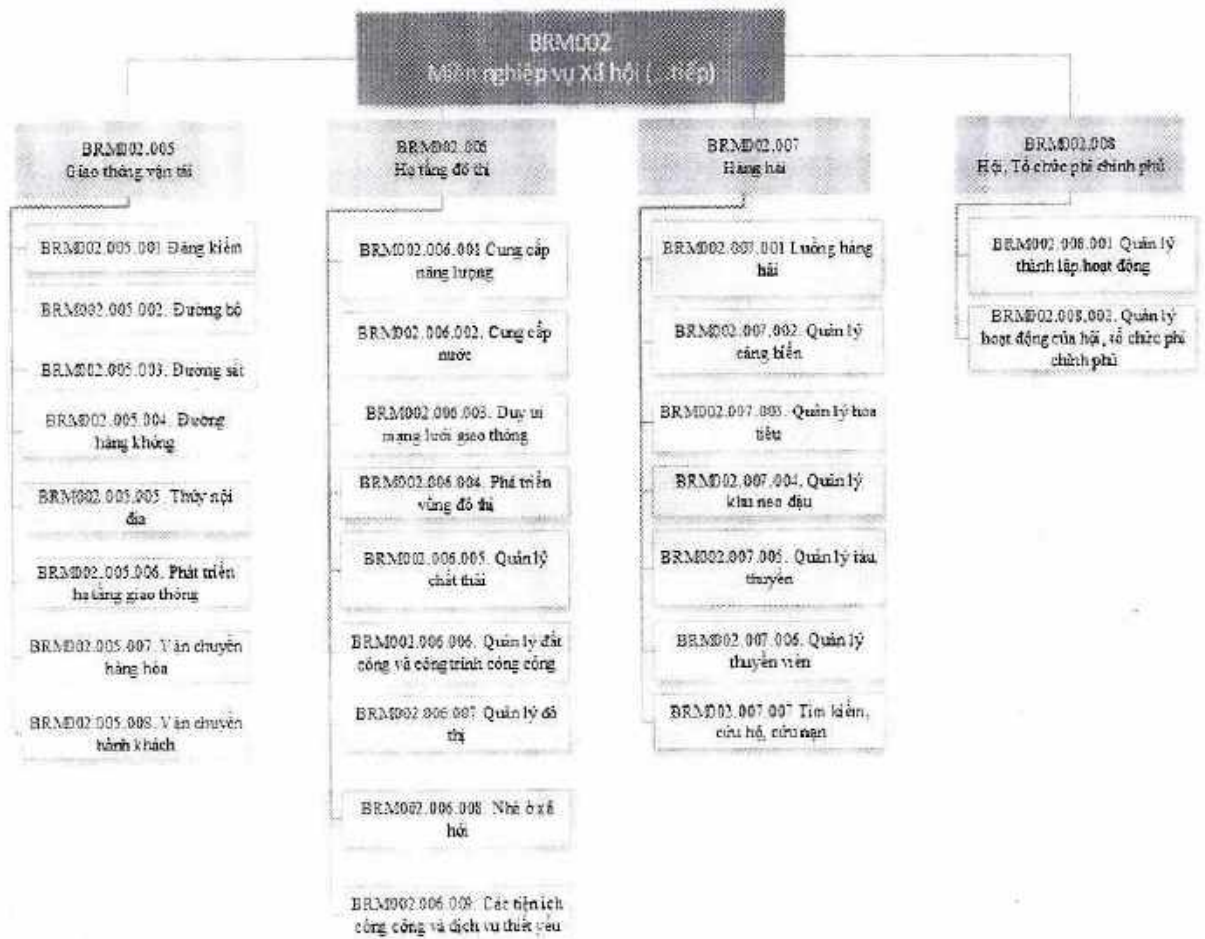 BRM002
Miền nghiệp vụ Xã hội (...tiếp)
BRM002.005
Giao thông vận tải
BRM002.005.001 Đăng kiểm
BRM002.005.002. Đường bộ
BRM002.005.003. Đường sắt
BRM002.005.004. Đường
hàng không
BRM002.005.005. Thủy nội
địa
BRM002.005.006. Phát triển
hạ tầng giao thông
BRM002.005.007. Vận chuyển
hàng hóa
BRM002.005.008. Vận chuyển
hành khách
BRM002.006
Hạ tầng đô thị
BRM002.006.001 Cung cấp
năng lượng
BRM002.006.002. Cung cấp
nước
BRM002.006.003. Duy trì
mạng lưới giao thông
BRM002.006.004. Phát triển
vùng đô thị
BRM002.006.005. Quản lý
chất thải
BRM002.006.006. Quản lý đất
công và công trình công cộng
BRM002.006.007 Quản lý đô
thị
BRM002.006.008. Nhà ở xã
hội
BRM002.006.009. Các tiện ích
công cộng và dịch vụ thiết yếu
BRM002.007
Hàng hải
BRM002.007.001 Luồng hàng
hải
BRM002.007.002. Quản lý
cảng biển
BRM002.007.003. Quản lý hoa
tiêu
BRM002.007.004. Quản lý
khu neo đậu
BRM002.007.005. Quản lý tàu,
thuyền
BRM002.007.006. Quản lý
thuyền viên
BRM002.007.007 Tìm kiếm,
cứu hộ, cứu nạn
BRM002.008
Hội, Tổ chức phi chính phủ
BRM002.008.001 Quản lý
thành lập, hoạt động
BRM002.008.002. Quản lý
hoạt động của hội, tổ chức phi
chính phủ